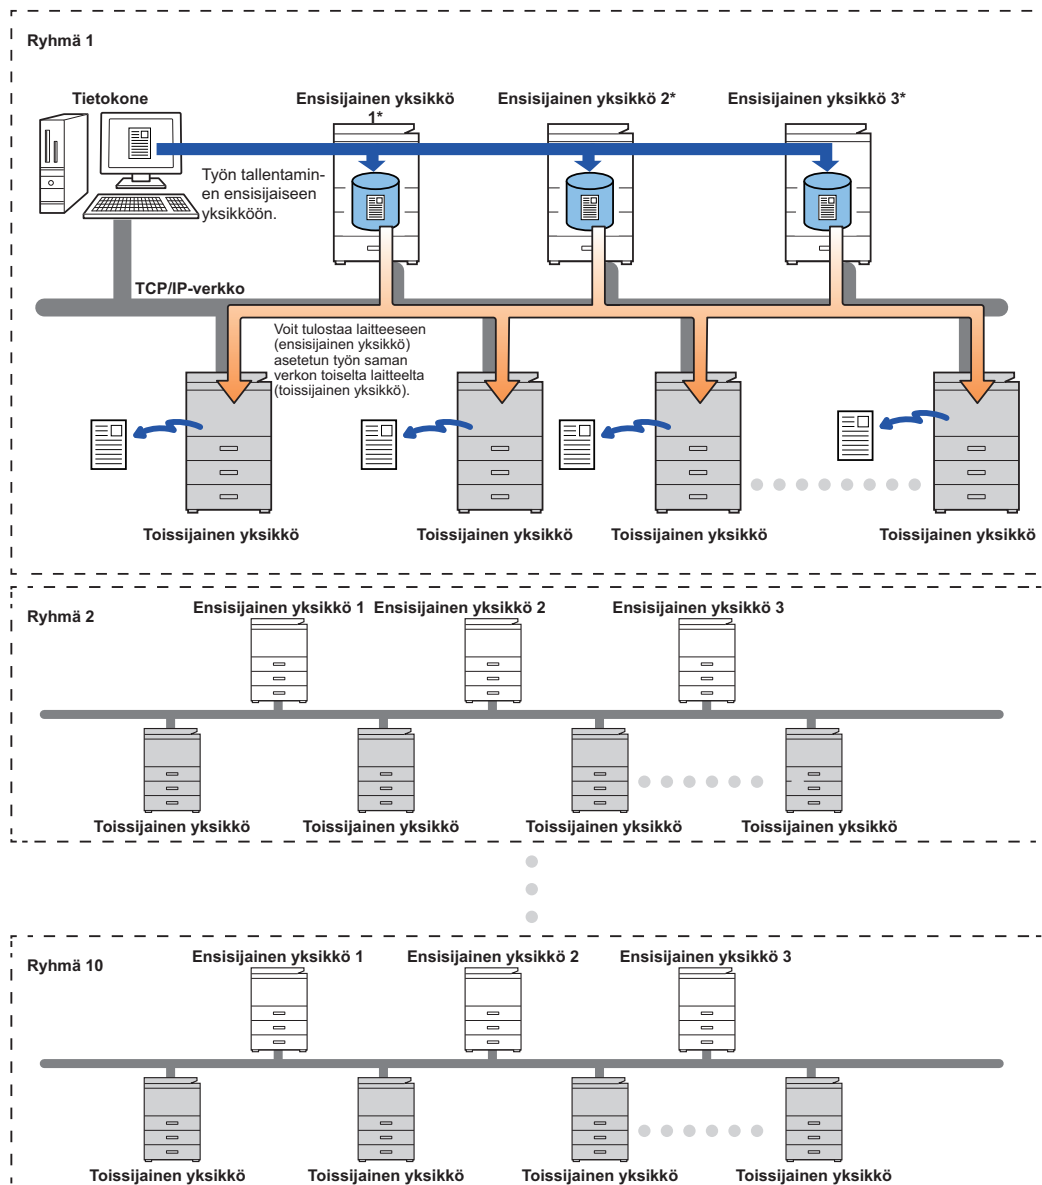 Ryhmä 1
Tietokone
Ensisijainen yksikkö
1*
Ensisijainen yksikkö 2*
Ensisijainen yksikkö 3*
Työn tallentamin-
en ensisijaiseen
yksikköön.
TCP/IP-verkko
Voit tulostaa laitteeseen
(ensisijainen yksikkö)
asetetun työn saman
verkon toiselta laitteelta
(toissijainen yksikkö).
Toissijainen yksikkö
Toissijainen yksikkö
Toissijainen yksikkö
Toissijainen yksikkö
Ryhmä 2
Ensisijainen yksikkö 1
Ensisijainen yksikkö 2
Ensisijainen yksikkö 3
Toissijainen yksikkö
Toissijainen yksikkö
Toissijainen yksikkö
Toissijainen yksikkö
Ryhmä 10
Ensisijainen yksikkö 1
Ensisijainen yksikkö 2
Ensisijainen yksikkö 3
Toissijainen yksikkö
Toissijainen yksikkö
Toissijainen yksikkö
Toissijainen yksikkö